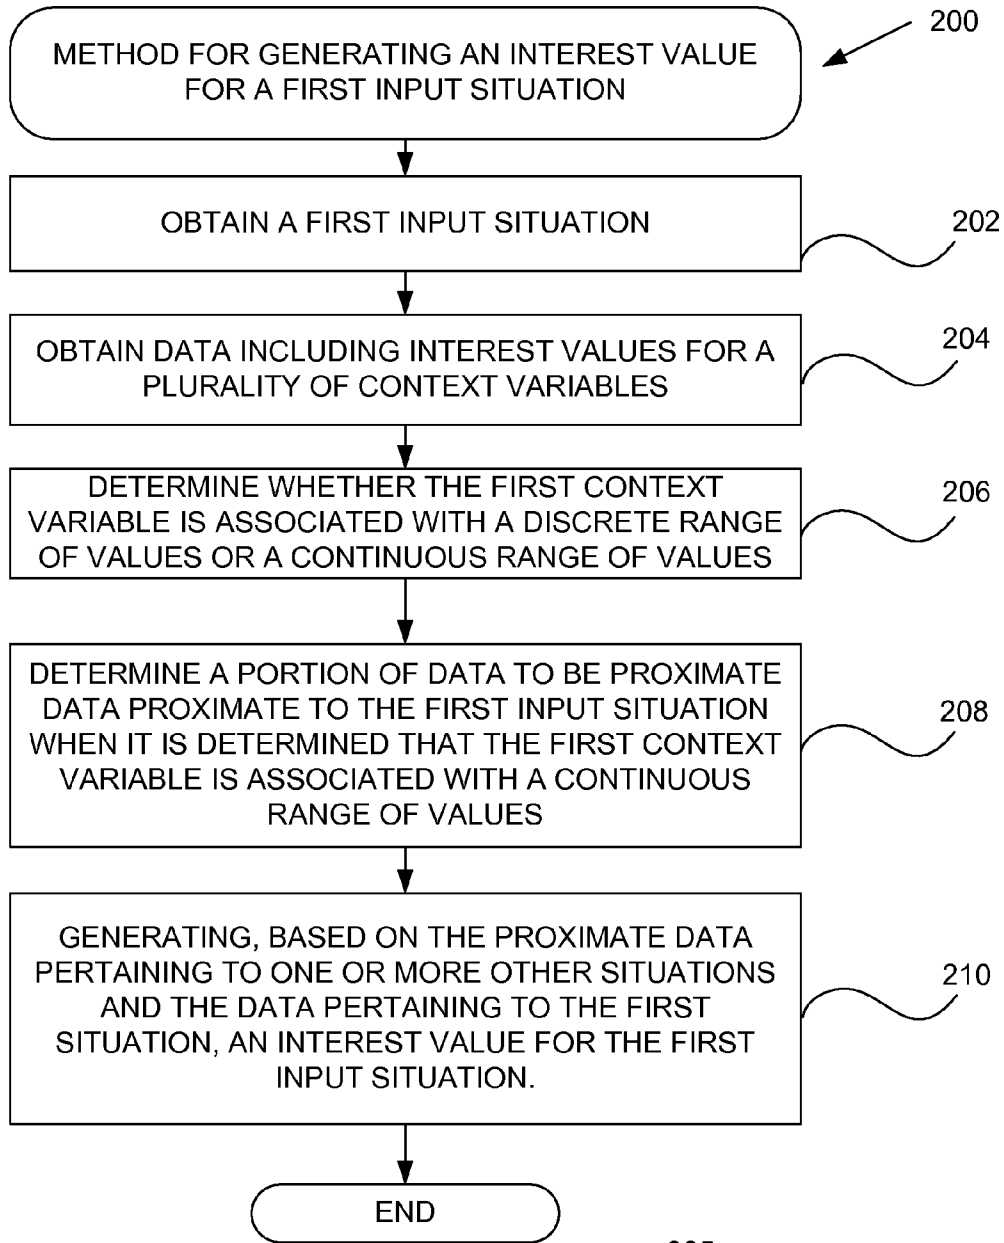 METHOD FOR GENERATING AN INTEREST VALUE
FOR A FIRST INPUT SITUATION
200
OBTAIN A FIRST INPUT SITUATION
202
OBTAIN DATA INCLUDING INTEREST VALUES FOR A
PLURALITY OF CONTEXT VARIABLES
204
DETERMINE WHETHER THE FIRST CONTEXT
VARIABLE IS ASSOCIATED WITH A DISCRETE RANGE
OF VALUES OR A CONTINUOUS RANGE OF VALUES
206
DETERMINE A PORTION OF DATA TO BE PROXIMATE
DATA PROXIMATE TO THE FIRST INPUT SITUATION
WHEN IT IS DETERMINED THAT THE FIRST CONTEXT
VARIABLE IS ASSOCIATED WITH A CONTINUOUS
RANGE OF VALUES
208
GENERATING, BASED ON THE PROXIMATE DATA
PERTAINING TO ONE OR MORE OTHER SITUATIONS
AND THE DATA PERTAINING TO THE FIRST
SITUATION, AN INTEREST VALUE FOR THE FIRST
INPUT SITUATION.
210
END